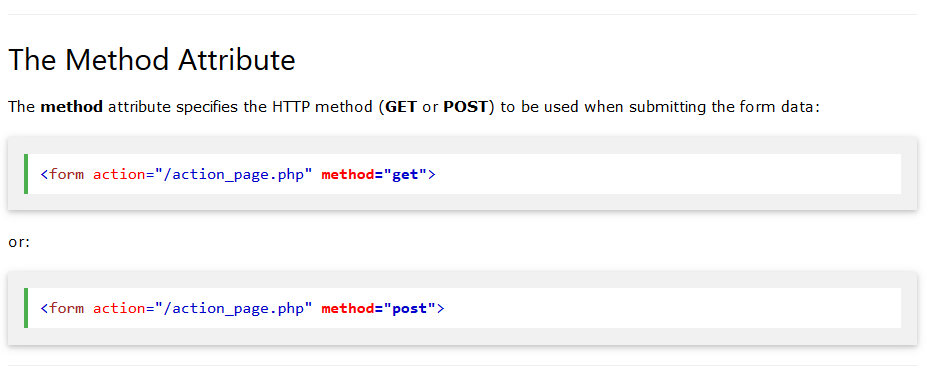 The Method Attribute
The method attribute specifies the HTTP method (GET or POST) to be used when submitting the form data:
<form action="/action_page.php" method="get">
or:
<form action="/action_page.php" method="post">